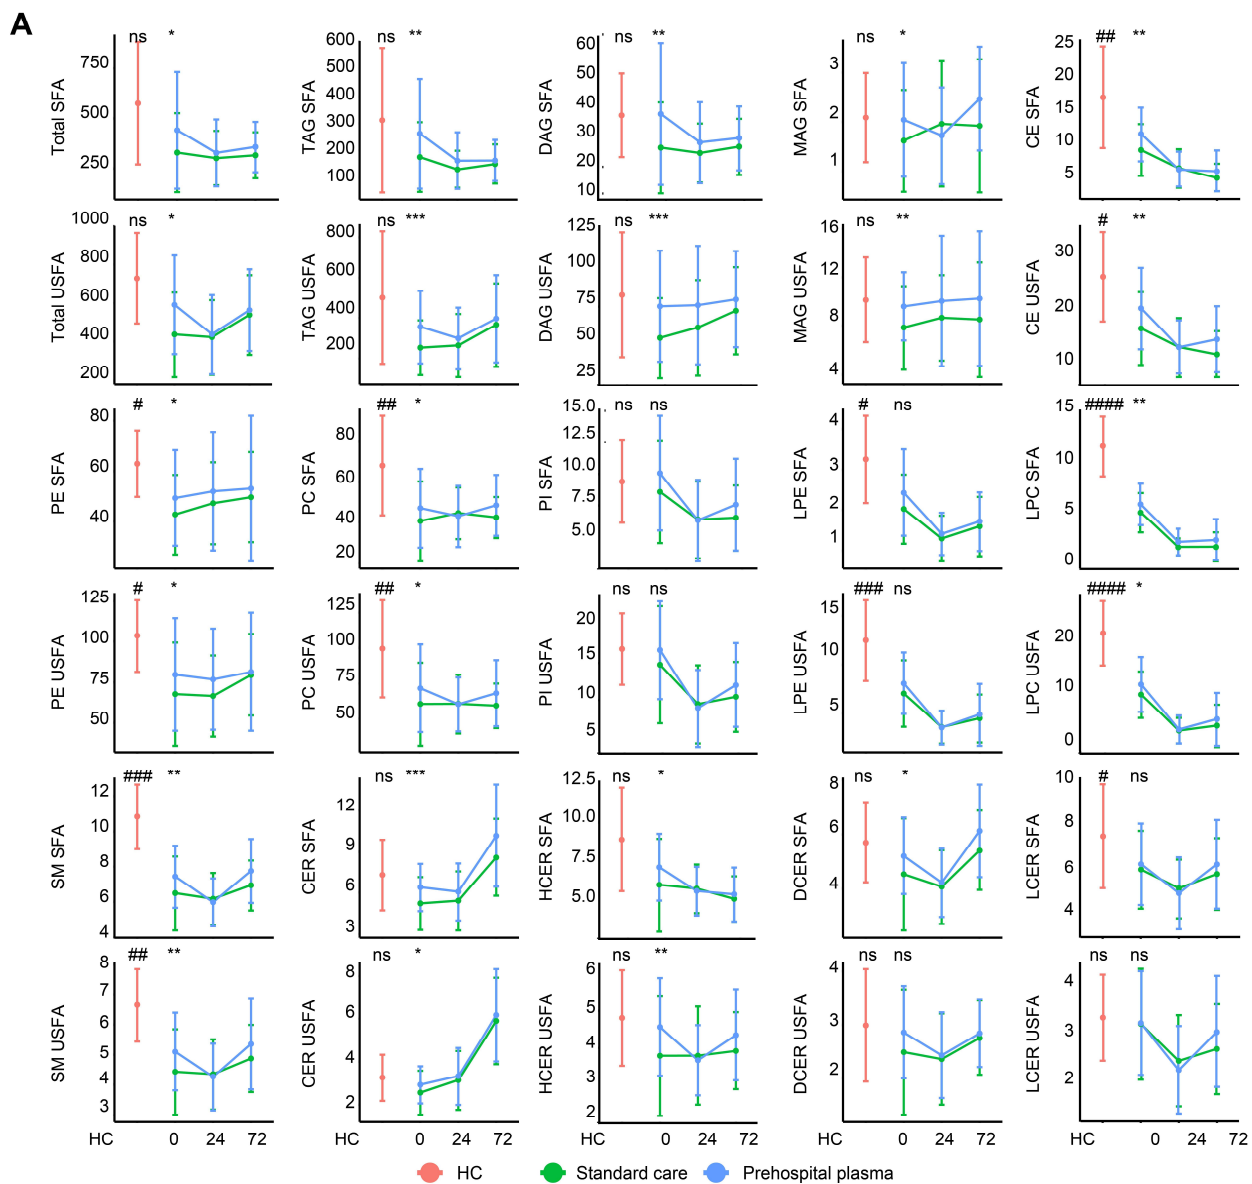 A
ns *
Total SFA
750
500
250
ns **
TAG SFA
600
500
400
300
200
100
ns **
DAG SFA
60
50
40
30
20
10
ns *
MAG SFA
3
2
1
## **
CE SFA
25
20
15
10
5
ns *
Total USFA
1000
800
600
400
200
ns ***
TAG USFA
800
600
400
200
ns ***
DAG USFA
125
100
75
50
25
ns **
MAG USFA
16
12
8
4
# **
CE USFA
30
20
10
# *
PE SFA
80
60
40
## *
PC SFA
80
60
40
20
ns ns
PI SFA
15.0
12.5
10.0
7.5
5.0
# ns
LPE SFA
4
3
2
1
#### **
LPC SFA
15
10
5
0
# *
PE USFA
125
100
75
50
## *
PC USFA
125
100
75
50
ns ns
PI USFA
20
15
10
5
### ns
LPE USFA
15
10
5
#### *
LPC USFA
20
10
0
### **
SM SFA
12
10
8
6
4
ns ***
CER SFA
12
9
6
3
ns *
HCER SFA
12.5
10.0
7.5
5.0
ns *
DCER SFA
8
6
4
# ns
LCER SFA
10
8
6
4
## **
SM USFA
8
7
6
5
4
3
ns *
CER USFA
8
6
4
2
ns **
HCER USFA
6
5
4
3
2
ns ns
DCER USFA
4
3
2
ns ns
LCER USFA
4
3
2
HC 0 24 72
HC 0 24 72
HC 0 24 72
HC 0 24 72
HC 0 24 72
HC Standard care Prehospital plasma